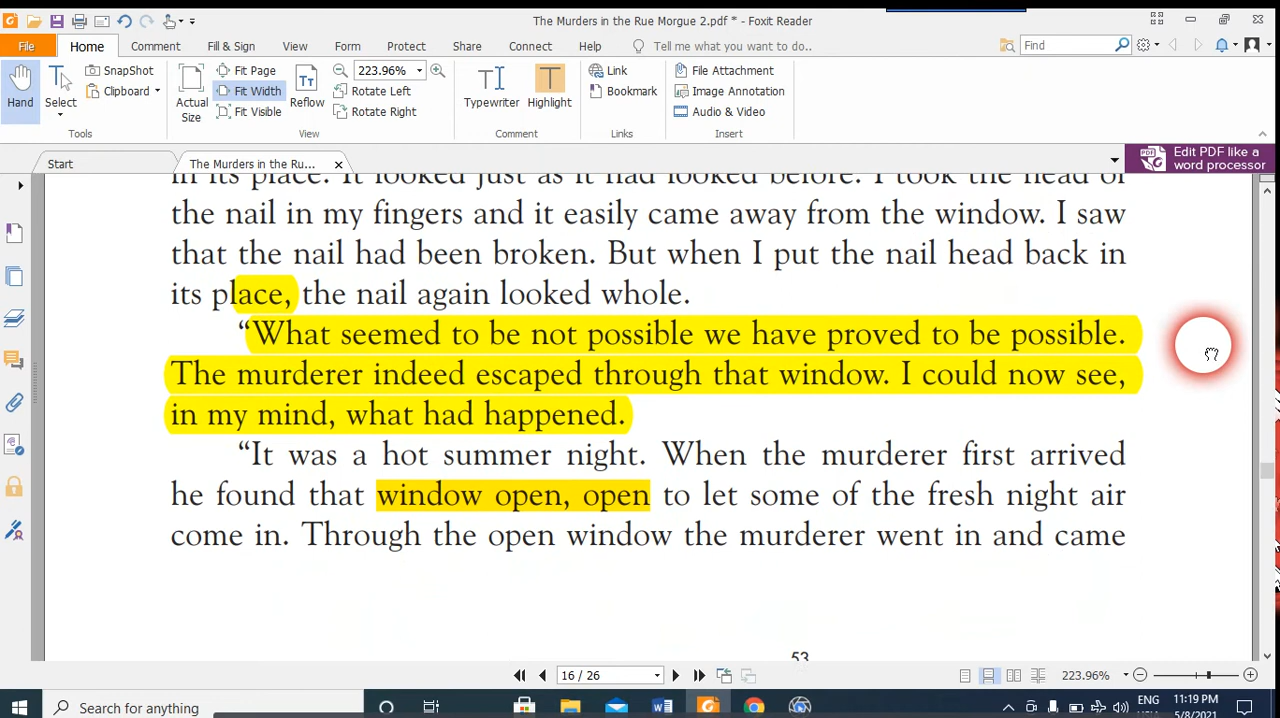 The Murders in the Rue Morgue 2.pdf * - Foxit Reader
File Home Comment Fill & Sign View Form Protect Share Connect Help Tell me what you want to do.. Find
Hand
Select
SnapShot
Clipboard
Tools
Actual Size
Fit Page
Fit Width
Fit Visible
Reflow
223.96%
Rotate Left
Rotate Right
View
Typewriter
Highlight
Comment
Link
Bookmark
Links
File Attachment
Image Annotation
Audio & Video
Insert
Start
The Murders in the Ru...
Edit PDF like a
word processor
in its place. It looked just as it had looked before. I took the head of
the nail in my fingers and it easily came away from the window. I saw
that the nail had been broken. But when I put the nail head back in
its place, the nail again looked whole.
“What seemed to be not possible we have proved to be possible.
The murderer indeed escaped through that window. I could now see,
in my mind, what had happened.
“It was a hot summer night. When the murderer first arrived
he found that window open, open to let some of the fresh night air
come in. Through the open window the murderer went in and came
53
16 / 26
223.96%
Search for anything
ENG
11:19 PM
5/8/2021